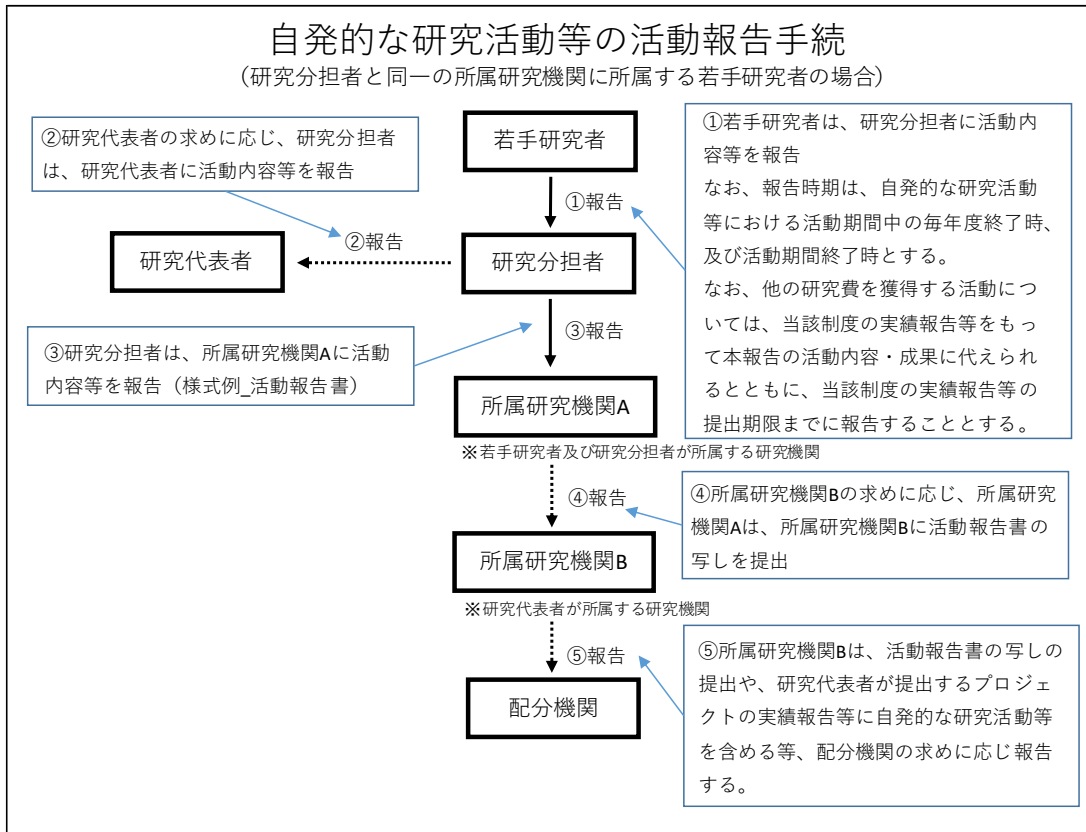 自発的な研究活動等の活動報告手続
(研究分担者と同一の所属研究機関に所属する若手研究者の場合)
②研究代表者の求めに応じ、研究分担者
は、研究代表者に活動内容等を報告
若手研究者
①若手研究者は、研究分担者に活動内
容等を報告
なお、報告時期は、自発的な研究活動
等における活動期間中の毎年度終了時、
及び活動期間終了時とする。
なお、他の研究費を獲得する活動につ
いては、当該制度の実績報告等をもっ
て本報告の活動内容・成果に代えられ
るとともに、当該制度の実績報告等の
提出期限までに報告することとする。
①報告
②報告
研究代表者
研究分担者
③報告
③研究分担者は、所属研究機関Aに活動
内容等を報告（様式例_活動報告書）
所属研究機関A
※若手研究者及び研究分担者が所属する研究機関
④報告
④所属研究機関Bの求めに応じ、所属研究
機関Aは、所属研究機関Bに活動報告書の
写しを提出
所属研究機関B
※研究代表者が所属する研究機関
⑤報告
⑤所属研究機関Bは、活動報告書の写しの
提出や、研究代表者が提出するプロジェ
クトの実績報告等に自発的な研究活動等
を含める等、配分機関の求めに応じ報告
する。
配分機関